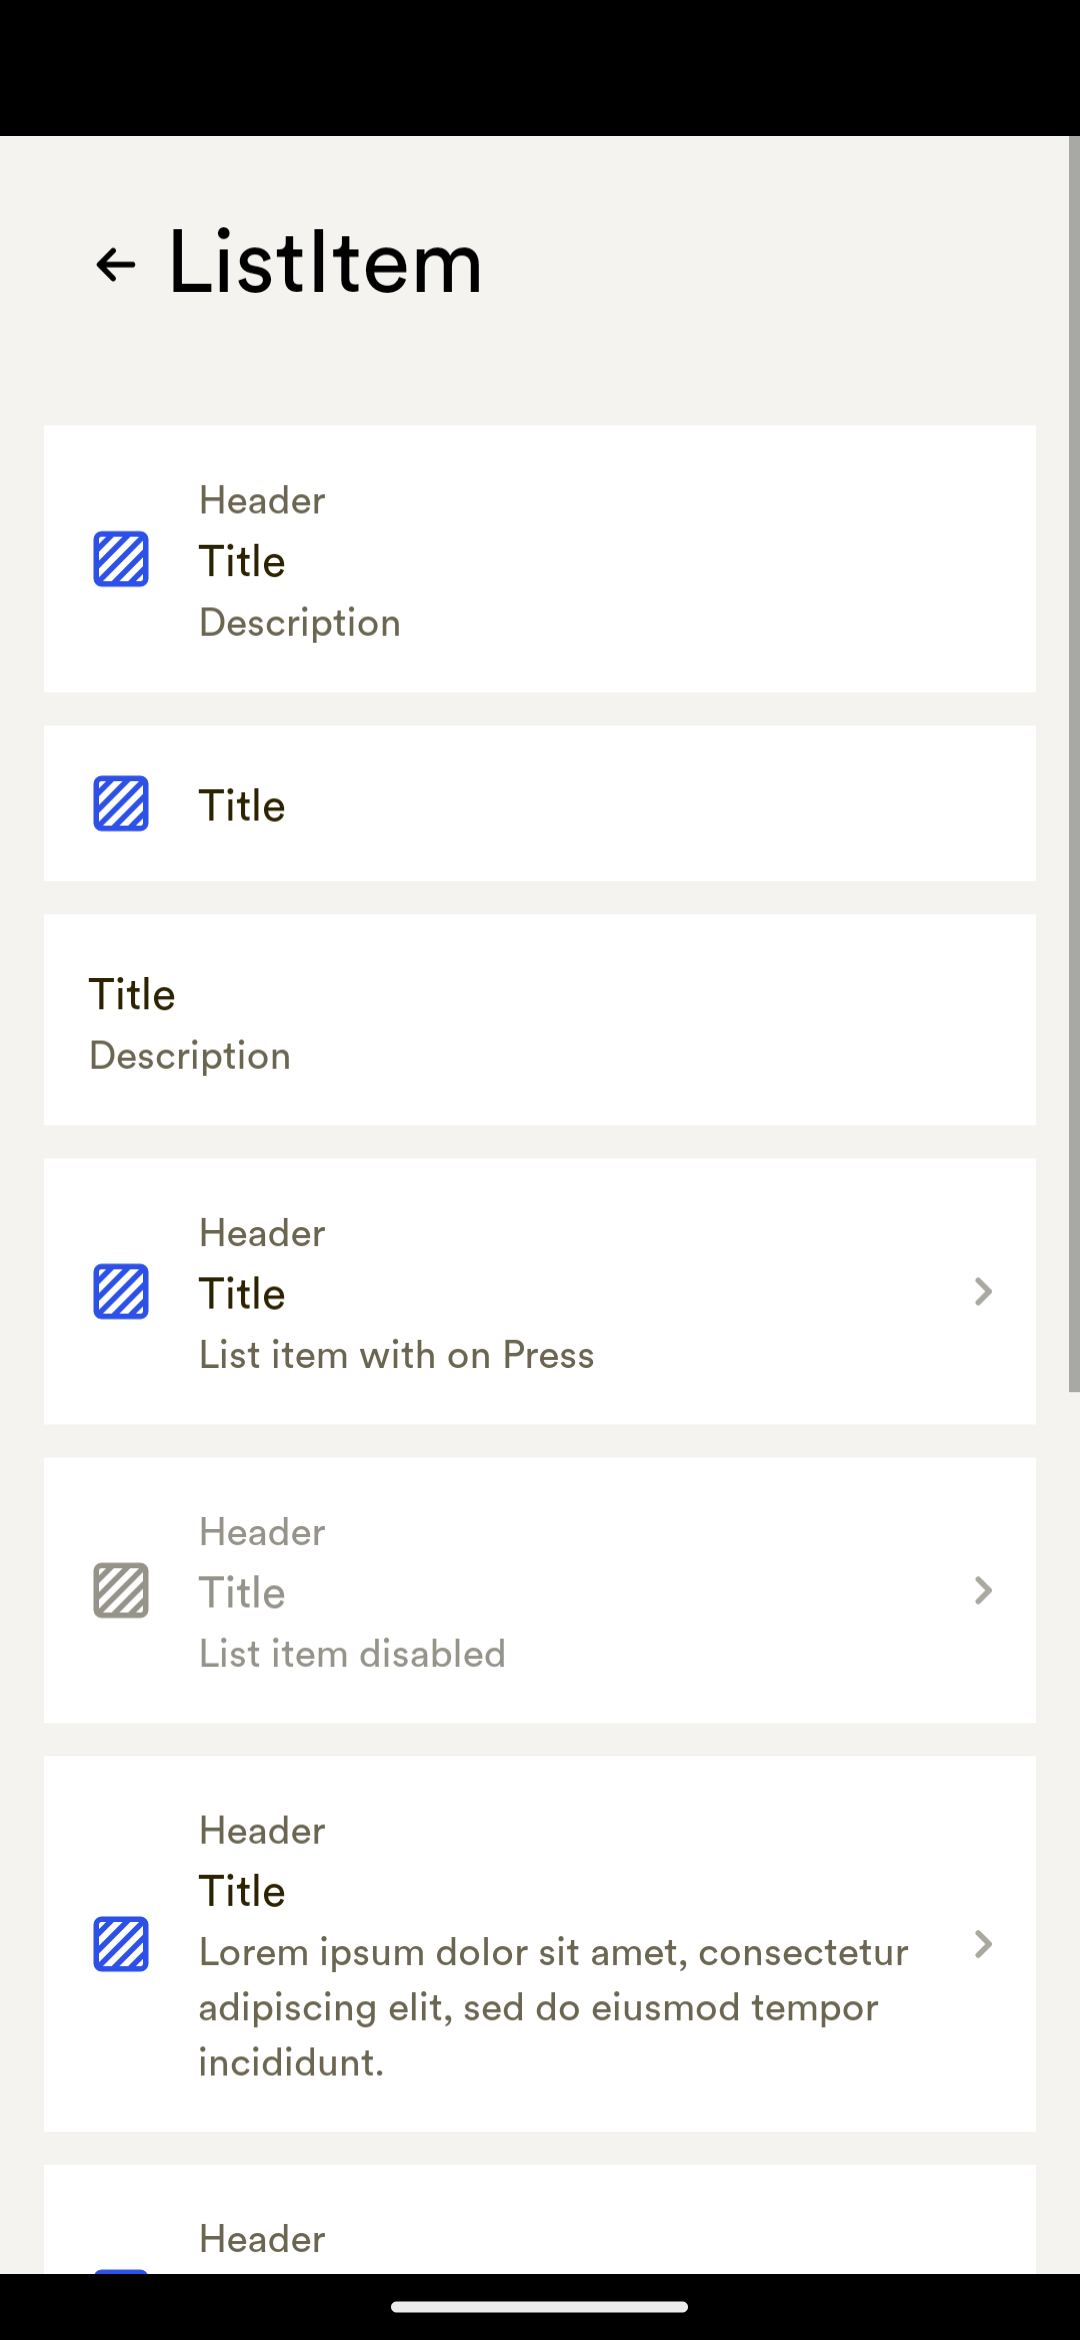 ListItem
Header
Title
Description
Title
Title
Description
Header
Title
List item with on Press
Header
Title
List item disabled
Header
Title
Lorem ipsum dolor sit amet, consectetur
adipiscing elit, sed do eiusmod tempor
incididunt.
Header